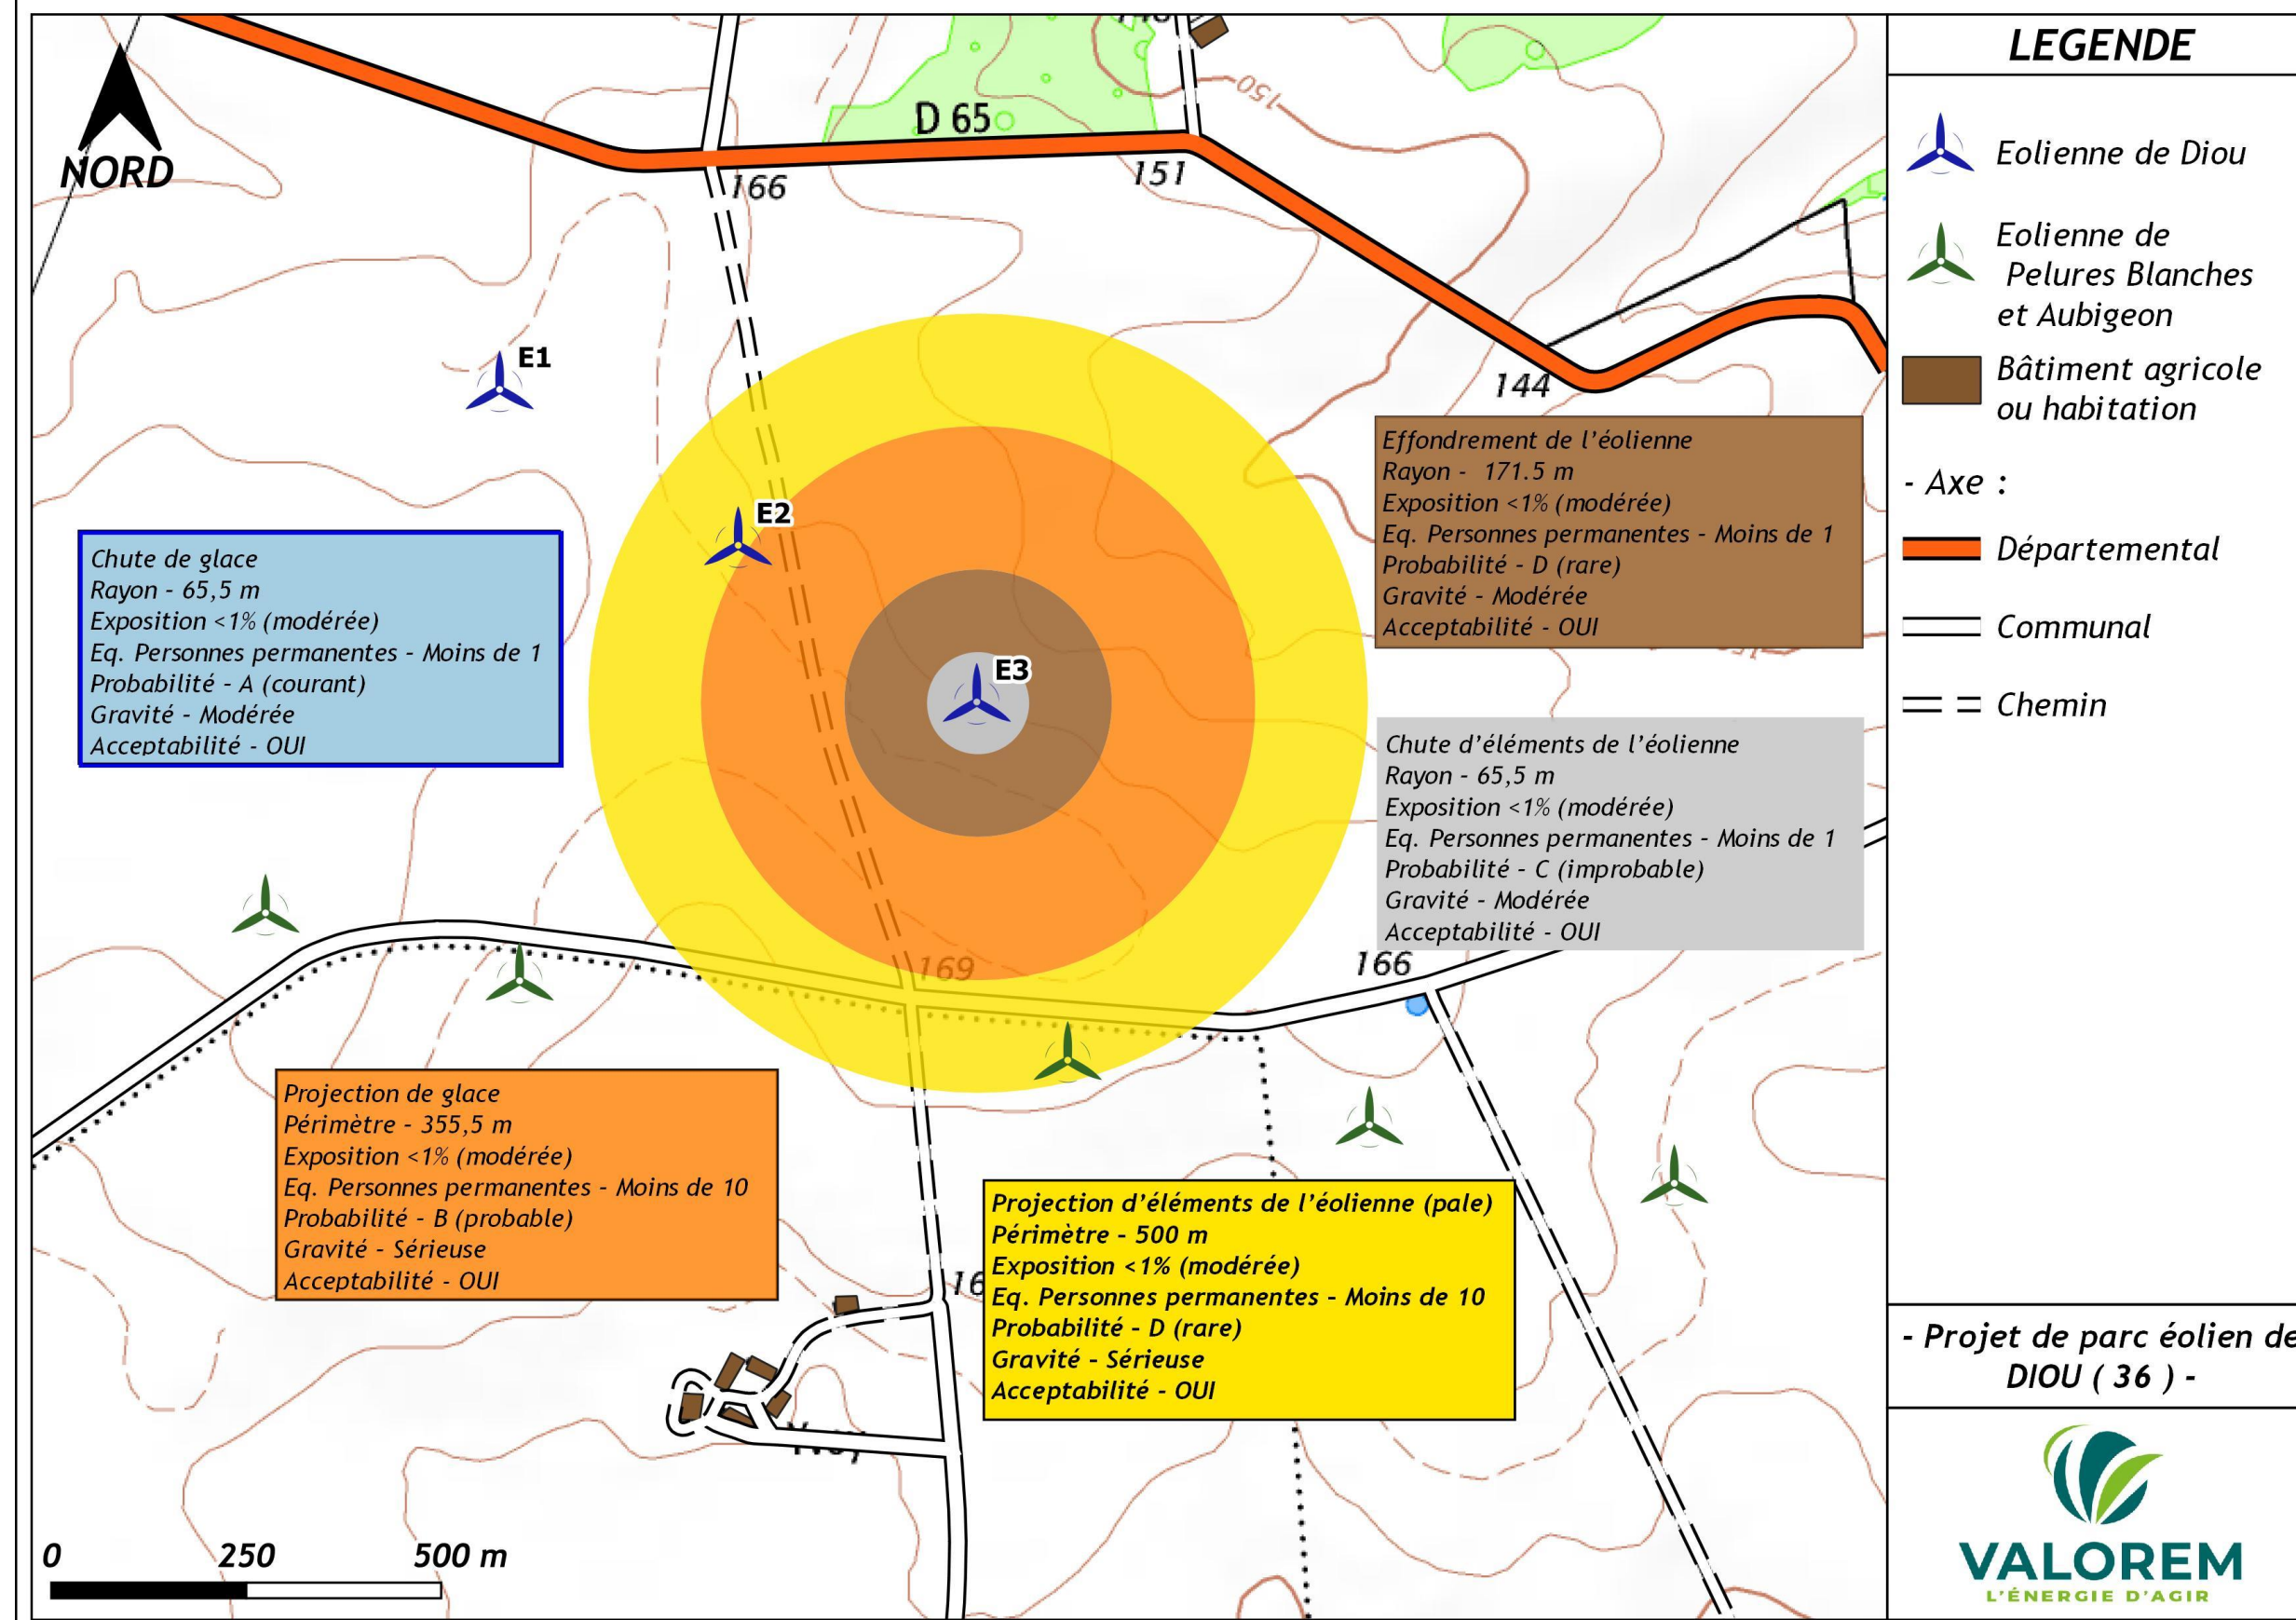 NORD
D 65
150
166
151
144
E1
E2
E3
169
166
Chute de glace
Rayon - 65,5 m
Exposition <1% (modérée)
Eq. Personnes permanentes - Moins de 1
Probabilité - A (courant)
Gravité - Modérée
Acceptabilité - OUI
Effondrement de l'éolienne
Rayon - 171.5 m
Exposition <1% (modérée)
Eq. Personnes permanentes - Moins de 1
Probabilité - D (rare)
Gravité - Modérée
Acceptabilité - OUI
Chute d'éléments de l'éolienne
Rayon - 65,5 m
Exposition <1% (modérée)
Eq. Personnes permanentes - Moins de 1
Probabilité - C (improbable)
Gravité - Modérée
Acceptabilité - OUI
Projection de glace
Périmètre - 355,5 m
Exposition <1% (modérée)
Eq. Personnes permanentes - Moins de 10
Probabilité - B (probable)
Gravité - Sérieuse
Acceptabilité - OUI
Projection d'éléments de l'éolienne (pale)
Périmètre - 500 m
Exposition <1% (modérée)
Eq. Personnes permanentes - Moins de 10
Probabilité - D (rare)
Gravité - Sérieuse
Acceptabilité - OUI
0 250 500 m
LEGENDE
Eolienne de Diou
Eolienne de
Pelures Blanches
et Aubigeon
Bâtiment agricole
ou habitation
- Axe :
Départemental
Communal
Chemin
- Projet de parc éolien de
DIOU ( 36 ) -
VALOREM
L'ÉNERGIE D'AGIR